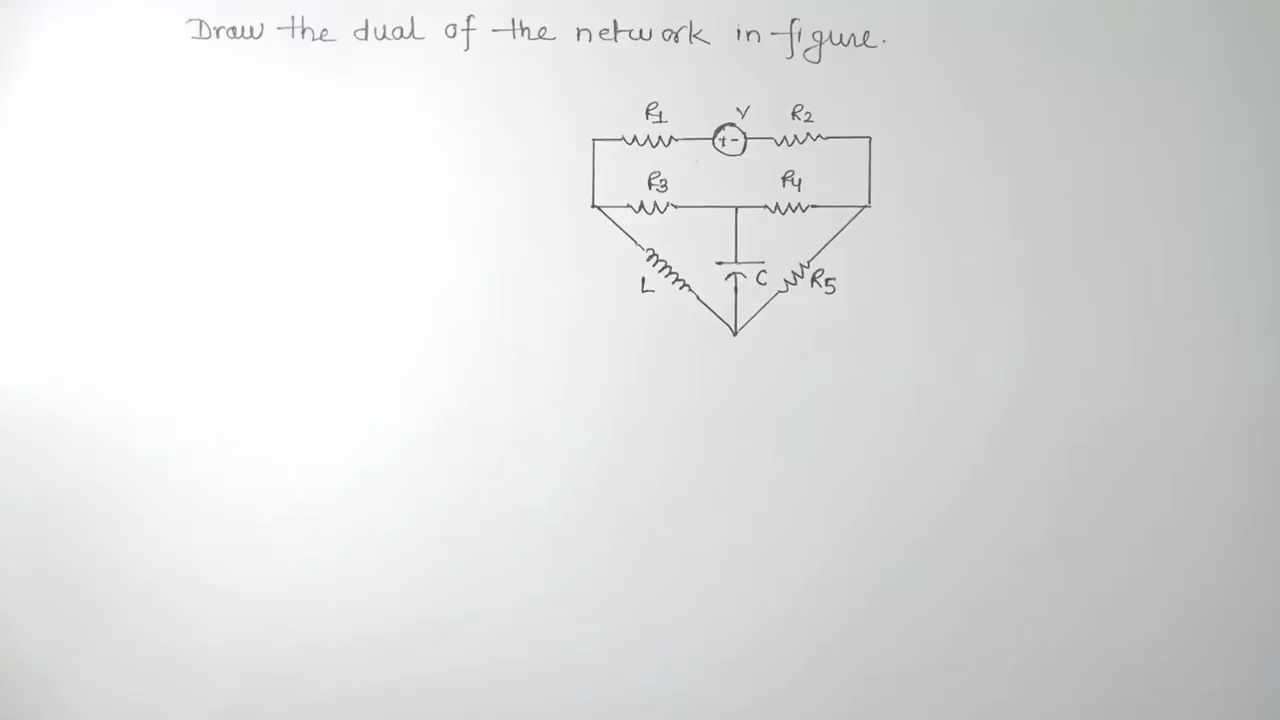 Draw the dual of the network in figure.
R1 V R2
+ -
R3 R4
L C R5